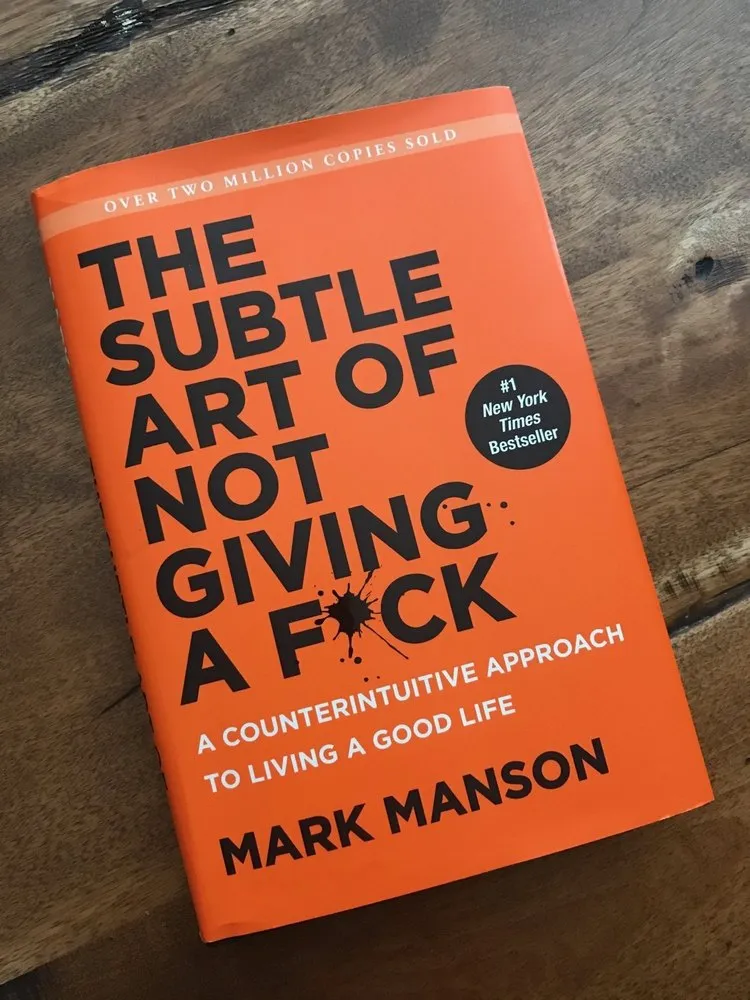 OVER TWO MILLION COPIES SOLD
THE
SUBTLE
ART OF
NOT
GIVING
A F*CK
#1
New York
Times
Bestseller
A COUNTERINTUITIVE APPROACH
TO LIVING A GOOD LIFE
MARK MANSON